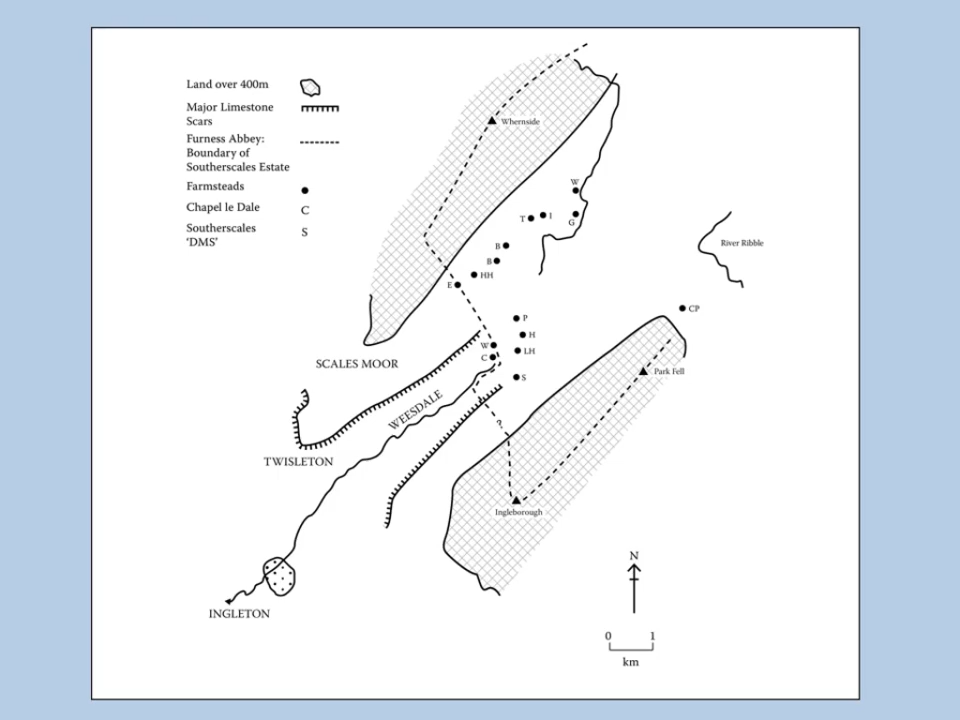 Land over 400m
Major Limestone
Scars
Furness Abbey:
Boundary of
Southerscales Estate
Farmsteads
Chapel le Dale
C
Southerscales
S
'DMS'
Whernside
W
T
I
G
River Ribble
B
B
HH
E
CP
P
H
W
LH
C
SCALES MOOR
S
Park Fell
WEESDALE
?
TWISLETON
Ingleborough
N
INGLETON
0 1
km